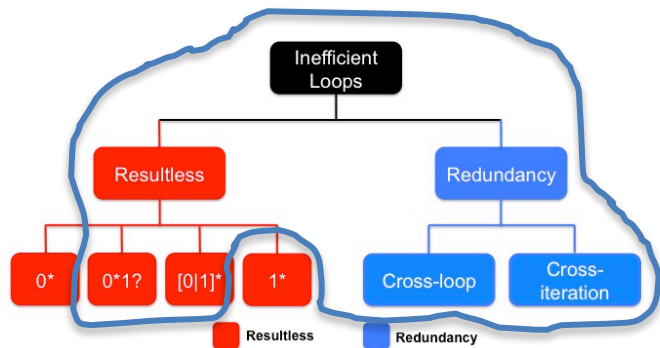 Inefficient
Loops
Resultless
Redundancy
0*
0*1?
[0|1]*
1*
Cross-loop
Cross-
iteration
Resultless
Redundancy